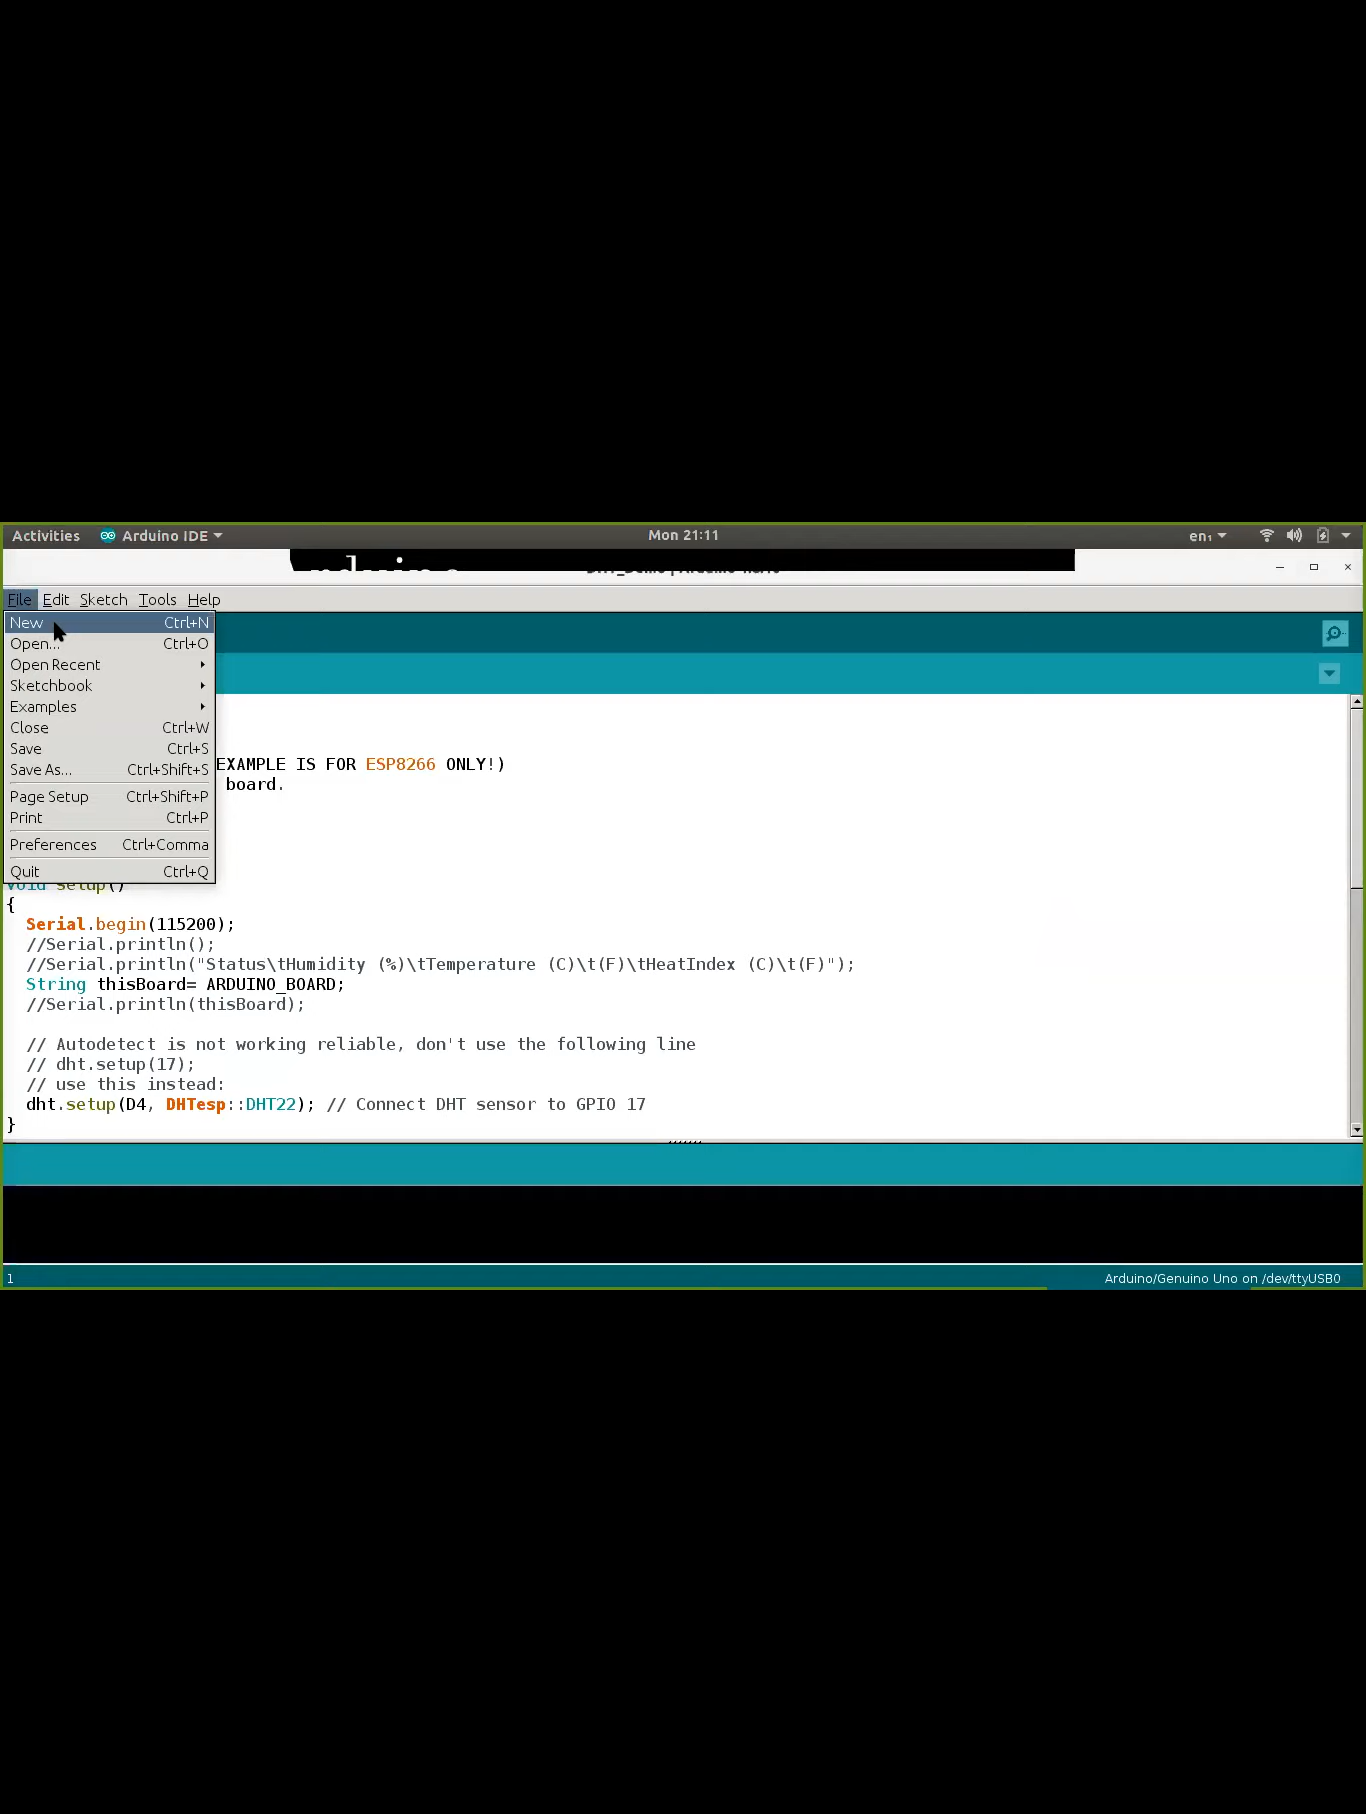 Activities Arduino IDE Mon 21:11 en₁
File Edit Sketch Tools Help
New Ctrl+N
Open... Ctrl+O
Open Recent
Sketchbook
Examples
Close Ctrl+W
Save Ctrl+S
Save As... Ctrl+Shift+S
Page Setup Ctrl+Shift+P
Print Ctrl+P
Preferences Ctrl+Comma
Quit Ctrl+Q
EXAMPLE IS FOR ESP8266 ONLY!)
board.
void setup()
{
Serial.begin(115200);
//Serial.println();
//Serial.println("Status\tHumidity (%)\tTemperature (C)\t(F)\tHeatIndex (C)\t(F)");
String thisBoard= ARDUINO_BOARD;
//Serial.println(thisBoard);
// Autodetect is not working reliable, don't use the following line
// dht.setup(17);
// use this instead:
dht.setup(D4, DHTesp::DHT22); // Connect DHT sensor to GPIO 17
}
1 Arduino/Genuino Uno on /dev/ttyUSB0